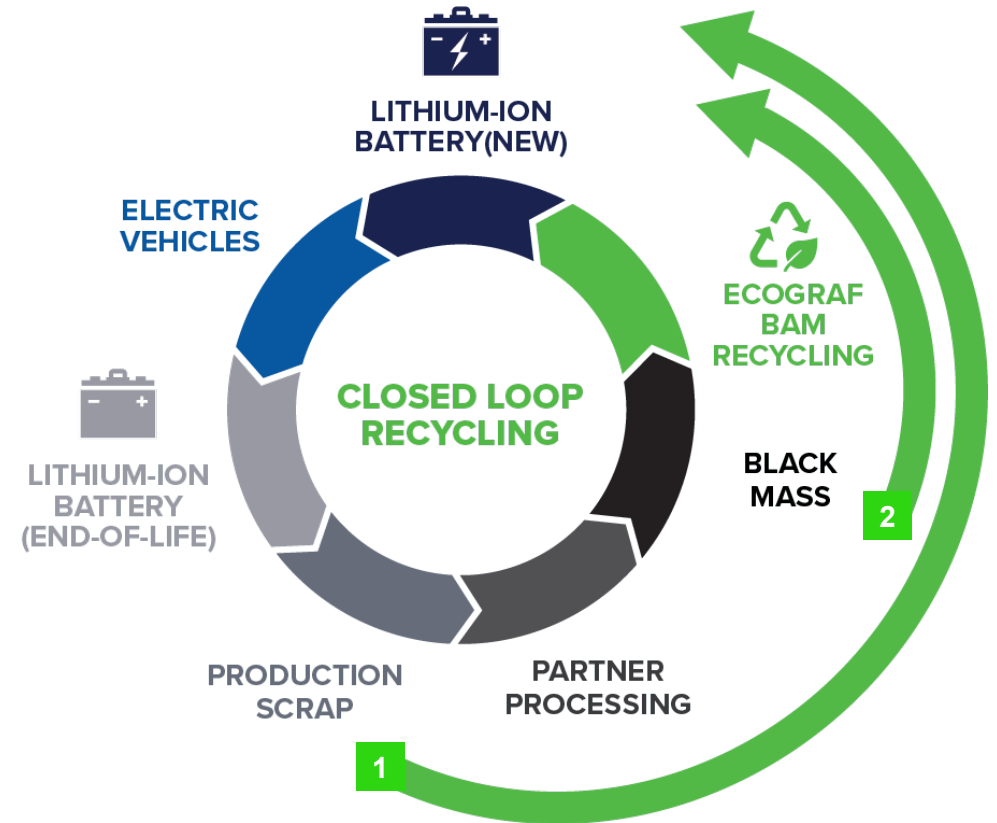 LITHIUM-ION
BATTERY(NEW)
ELECTRIC
VEHICLES
ECOGRAF
BAM
RECYCLING
CLOSED LOOP
RECYCLING
BLACK
MASS
2
LITHIUM-ION
BATTERY
(END-OF-LIFE)
PRODUCTION
SCRAP
PARTNER
PROCESSING
1